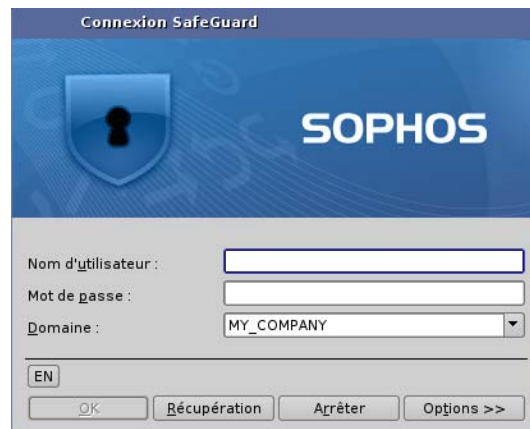 Connexion SafeGuard
SOPHOS
Nom d'utilisateur :
Mot de passe :
Domaine : MY_COMPANY
EN
OK Récupération Arrêter Options >>